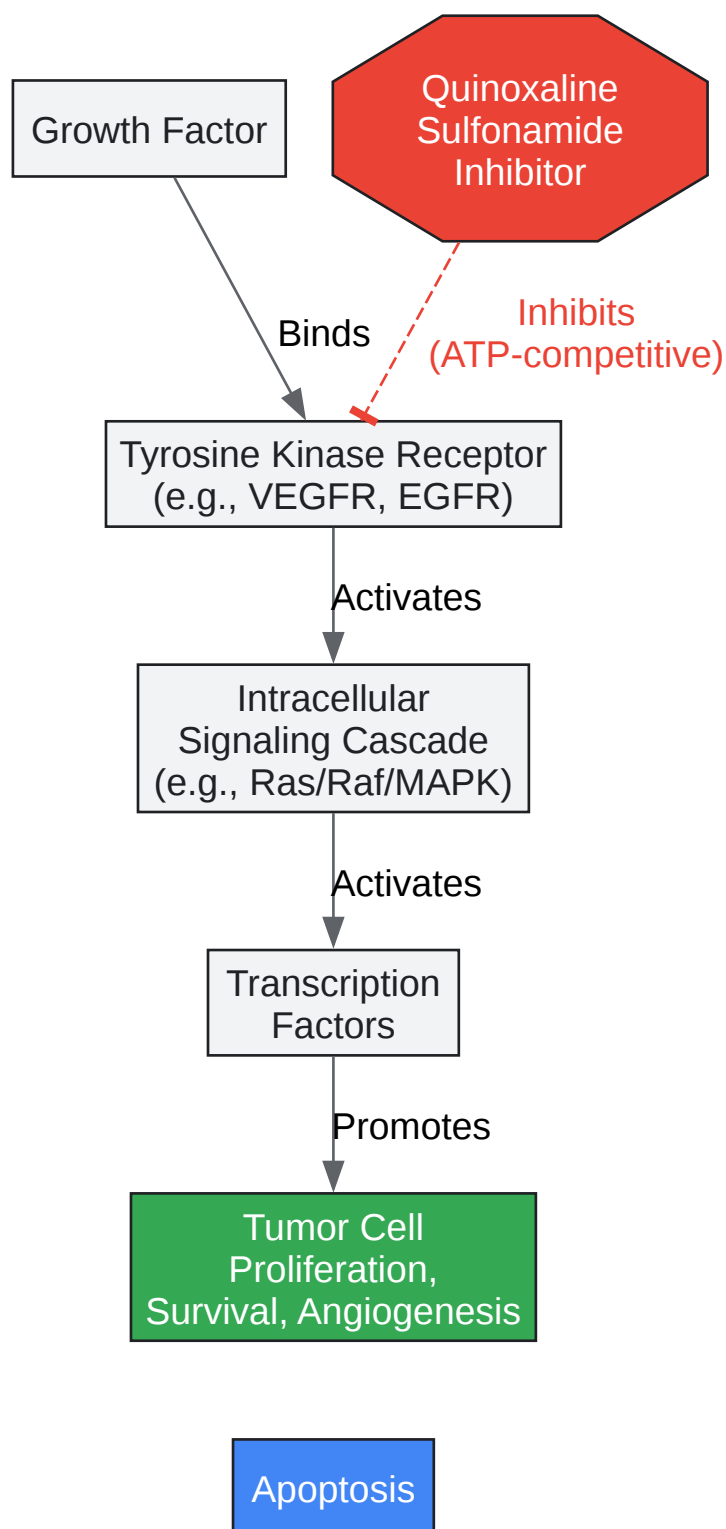 Growth Factor
Quinoxaline
Sulfonamide
Inhibitor
Binds
Inhibits
(ATP-competitive)
Tyrosine Kinase Receptor
(e.g., VEGFR, EGFR)
Activates
Intracellular
Signaling Cascade
(e.g., Ras/Raf/MAPK)
Activates
Transcription
Factors
Promotes
Tumor Cell
Proliferation,
Survival, Angiogenesis
Apoptosis